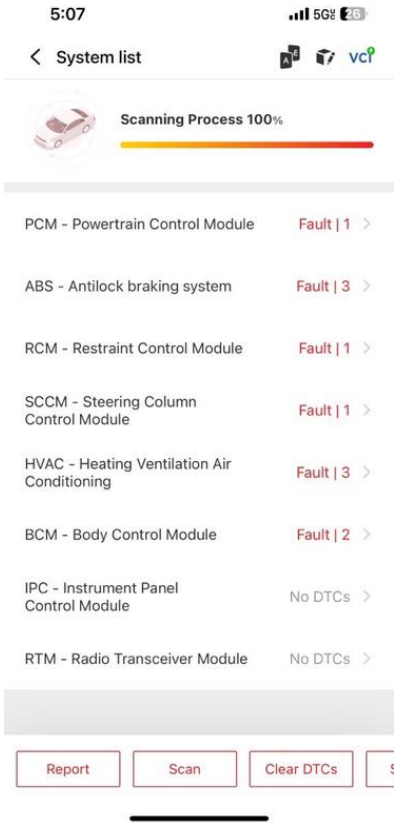 5:07
5G 26
System list
A E
VCI
Scanning Process 100%
PCM - Powertrain Control Module Fault | 1
ABS - Antilock braking system Fault | 3
RCM - Restraint Control Module Fault | 1
SCCM - Steering Column
Control Module Fault | 1
HVAC - Heating Ventilation Air
Conditioning Fault | 3
BCM - Body Control Module Fault | 2
IPC - Instrument Panel
Control Module No DTCs
RTM - Radio Transceiver Module No DTCs
Report Scan Clear DTCs S